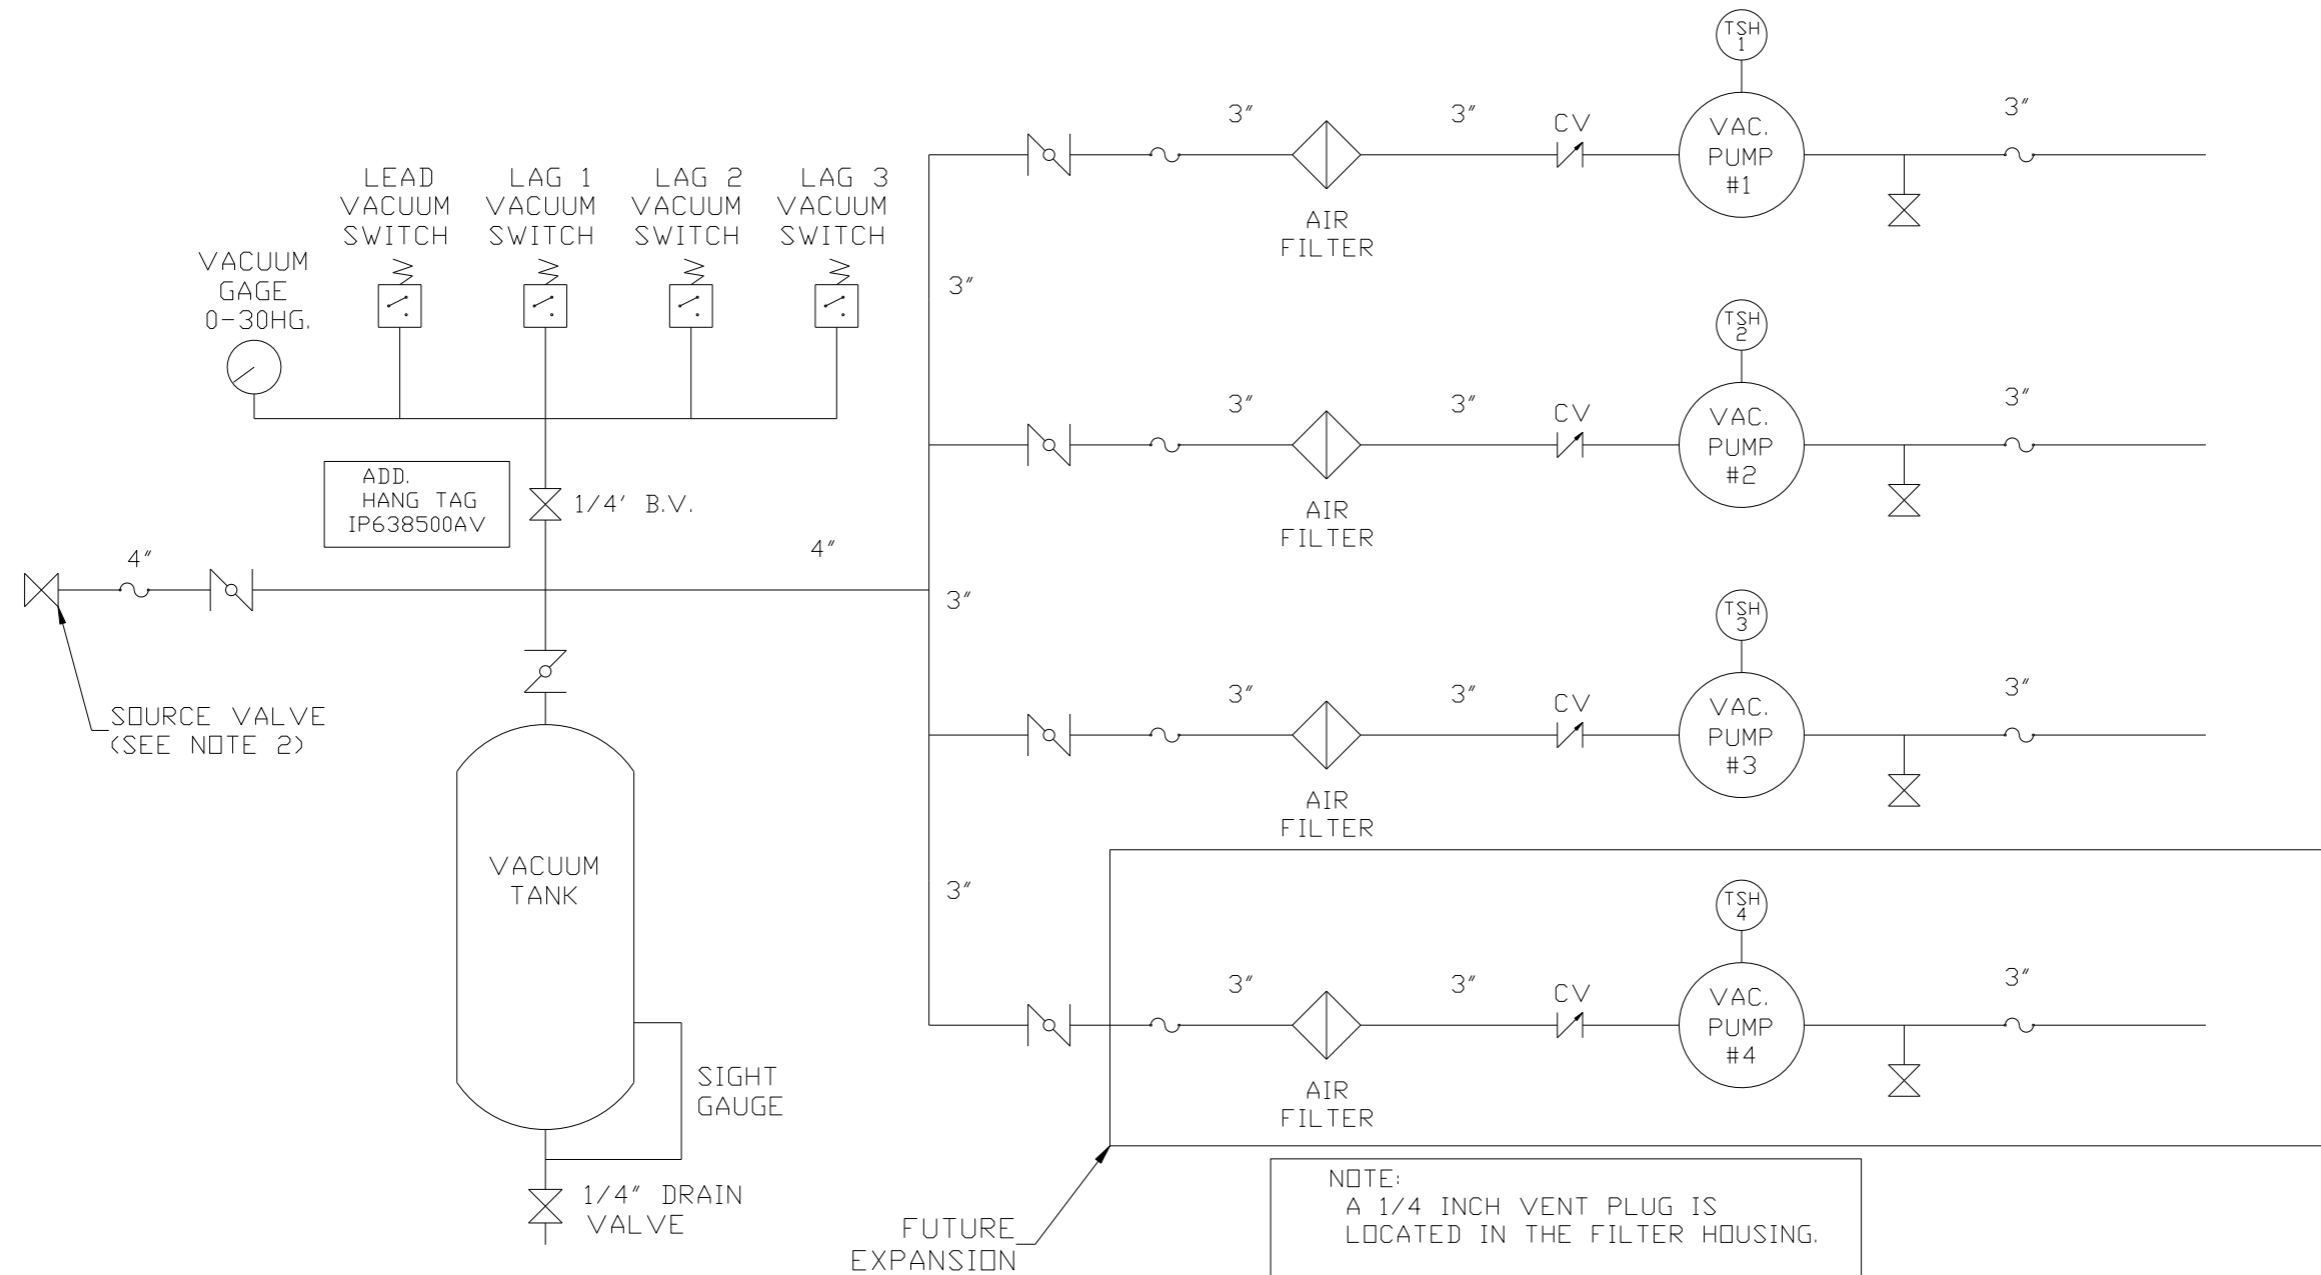 TSH
1
3"
3"
CV
VAC.
PUMP
#1
3"
AIR
FILTER
LEAD
VACUUM
SWITCH
LAG 1
VACUUM
SWITCH
LAG 2
VACUUM
SWITCH
LAG 3
VACUUM
SWITCH
VACUUM
GAGE
0-30HG.
3"
TSH
2
3"
3"
CV
VAC.
PUMP
#2
3"
AIR
FILTER
ADD.
HANG TAG
IP638500AV
1/4' B.V.
4"
4"
3"
SOURCE VALVE
(SEE NOTE 2)
TSH
3
3"
3"
CV
VAC.
PUMP
#3
3"
AIR
FILTER
VACUUM
TANK
3"
TSH
4
3"
3"
CV
VAC.
PUMP
#4
3"
AIR
FILTER
SIGHT
GAUGE
1/4" DRAIN
VALVE
FUTURE
EXPANSION
NOTE:
A 1/4 INCH VENT PLUG IS
LOCATED IN THE FILTER HOUSING.